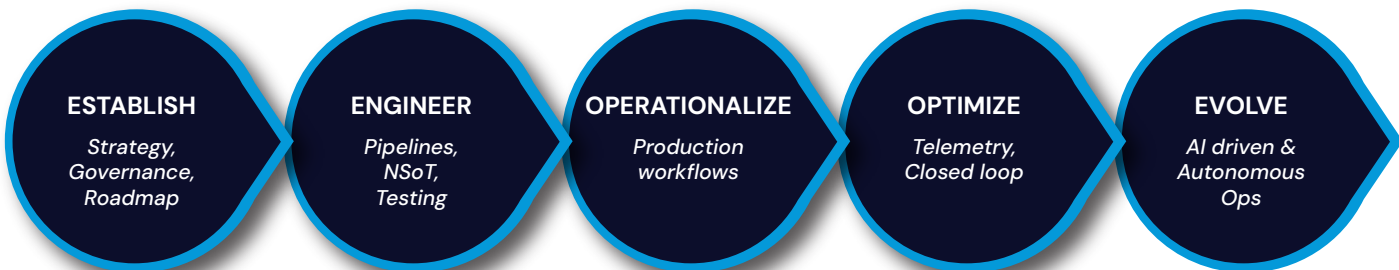 ESTABLISH
Strategy,
Governance,
Roadmap
ENGINEER
Pipelines,
NSoT,
Testing
OPERATIONALIZE
Production
workflows
OPTIMIZE
Telemetry,
Closed loop
EVOLVE
AI driven &
Autonomous
Ops